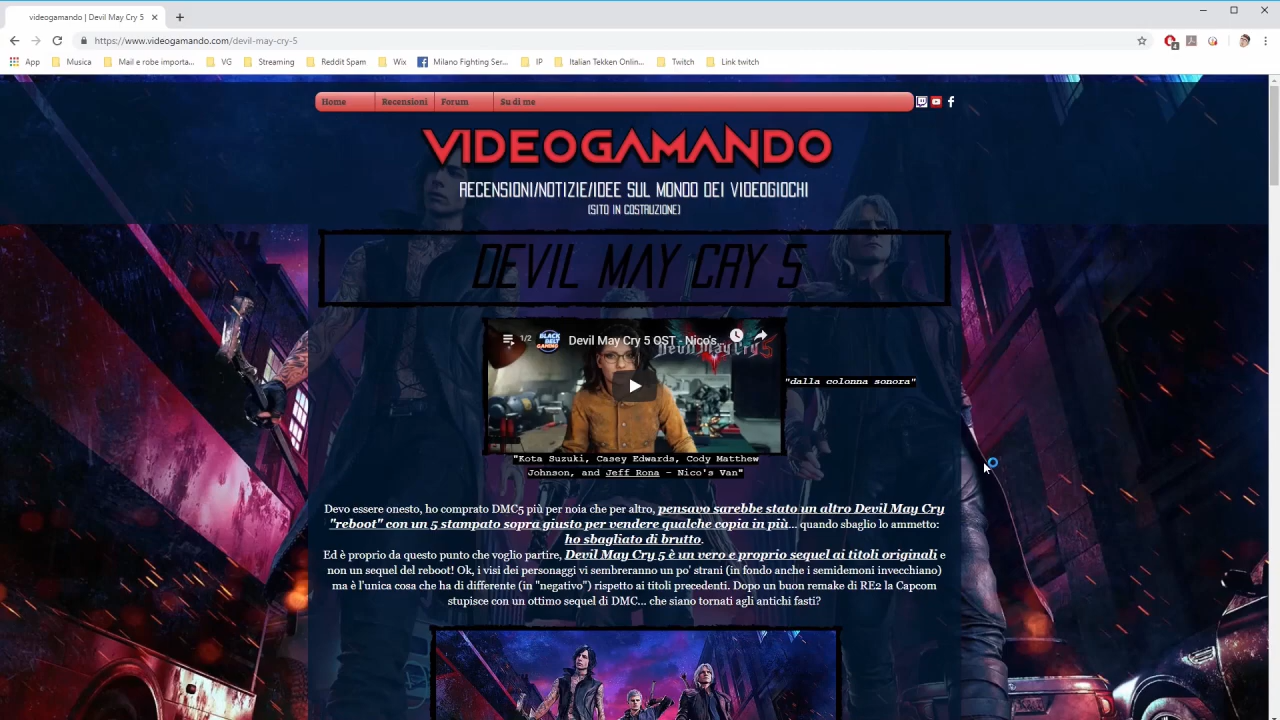 videogamando | Devil May Cry 5
https://www.videogamando.com/devil-may-cry-5
App Musica Mail e robe importa... VG Streaming Reddit Spam Wix Milano Fighting Ser... IP Italian Tekken Onlin... Twitch Link twitch
Home Recensioni Forum Su di me
VIDEOGAMANDO
RECENSIONI/NOTIZIE/IDEE SUL MONDO DEI VIDEOGIOCHI
(SITO IN COSTRUZIONE)
DEVIL MAY CRY 5
1/2 BLACK BELT GAMING Devil May Cry 5 OST - Nico's...
Devil May Cry 5
"dalla colonna sonora"
"Kota Suzuki, Casey Edwards, Cody Matthew
Johnson, and Jeff Rona – Nico's Van"
Devo essere onesto, ho comprato DMC5 più per noia che per altro, pensavo sarebbe stato un altro Devil May Cry
"reboot" con un 5 stampato sopra giusto per vendere qualche copia in più... quando sbaglio lo ammetto:
ho sbagliato di brutto.
Ed è proprio da questo punto che voglio partire, Devil May Cry 5 è un vero e proprio sequel ai titoli originali e
non un sequel del reboot! Ok, i visi dei personaggi vi sembreranno un po' strani (in fondo anche i semidemoni invecchiano)
ma è l'unica cosa che ha di differente (in "negativo") rispetto ai titoli precedenti. Dopo un buon remake di RE2 la Capcom
stupisce con un ottimo sequel di DMC... che siano tornati agli antichi fasti?